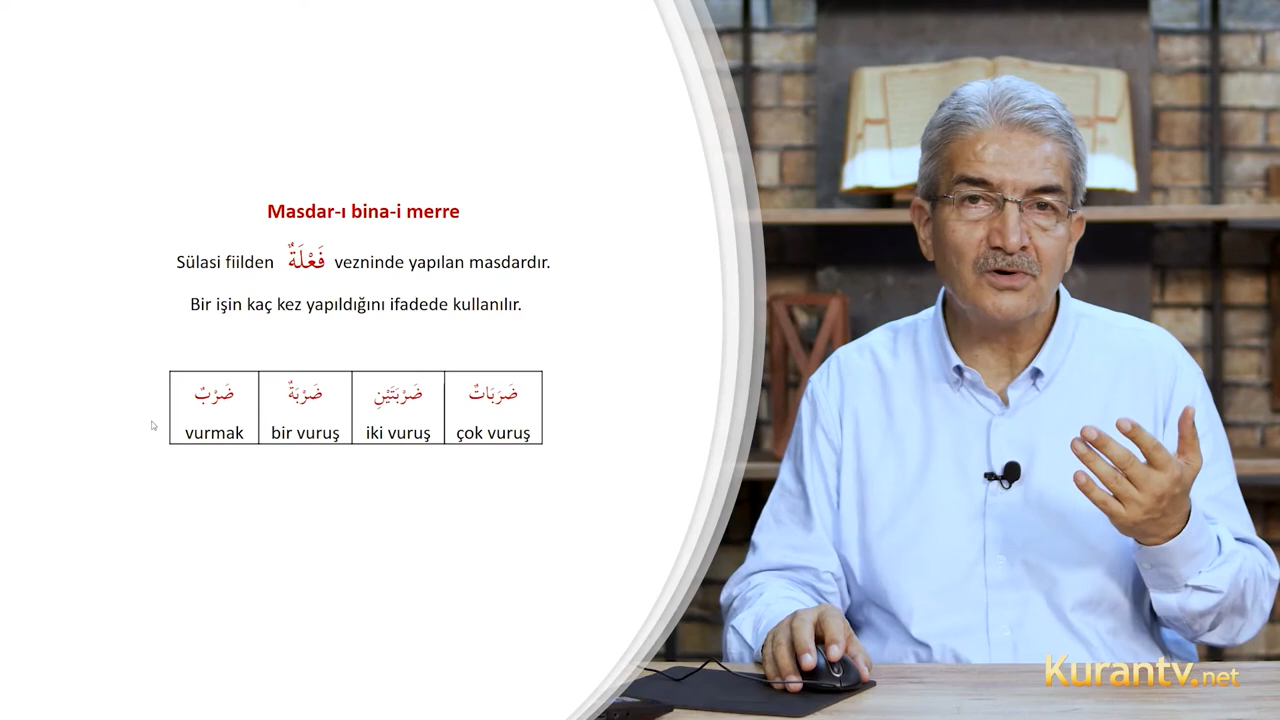 Masdar-ı bina-i merre
Sülasi fiilden فَعْلَةٌ vezninde yapılan masdardır.
Bir işin kaç kez yapıldığını ifadede kullanılır.
ضَرْبٌ ضَرْبَةٌ ضَرْبَتَيْنِ ضَرَبَاتٌ
vurmak bir vuruş iki vuruş çok vuruş
Kurantv.net